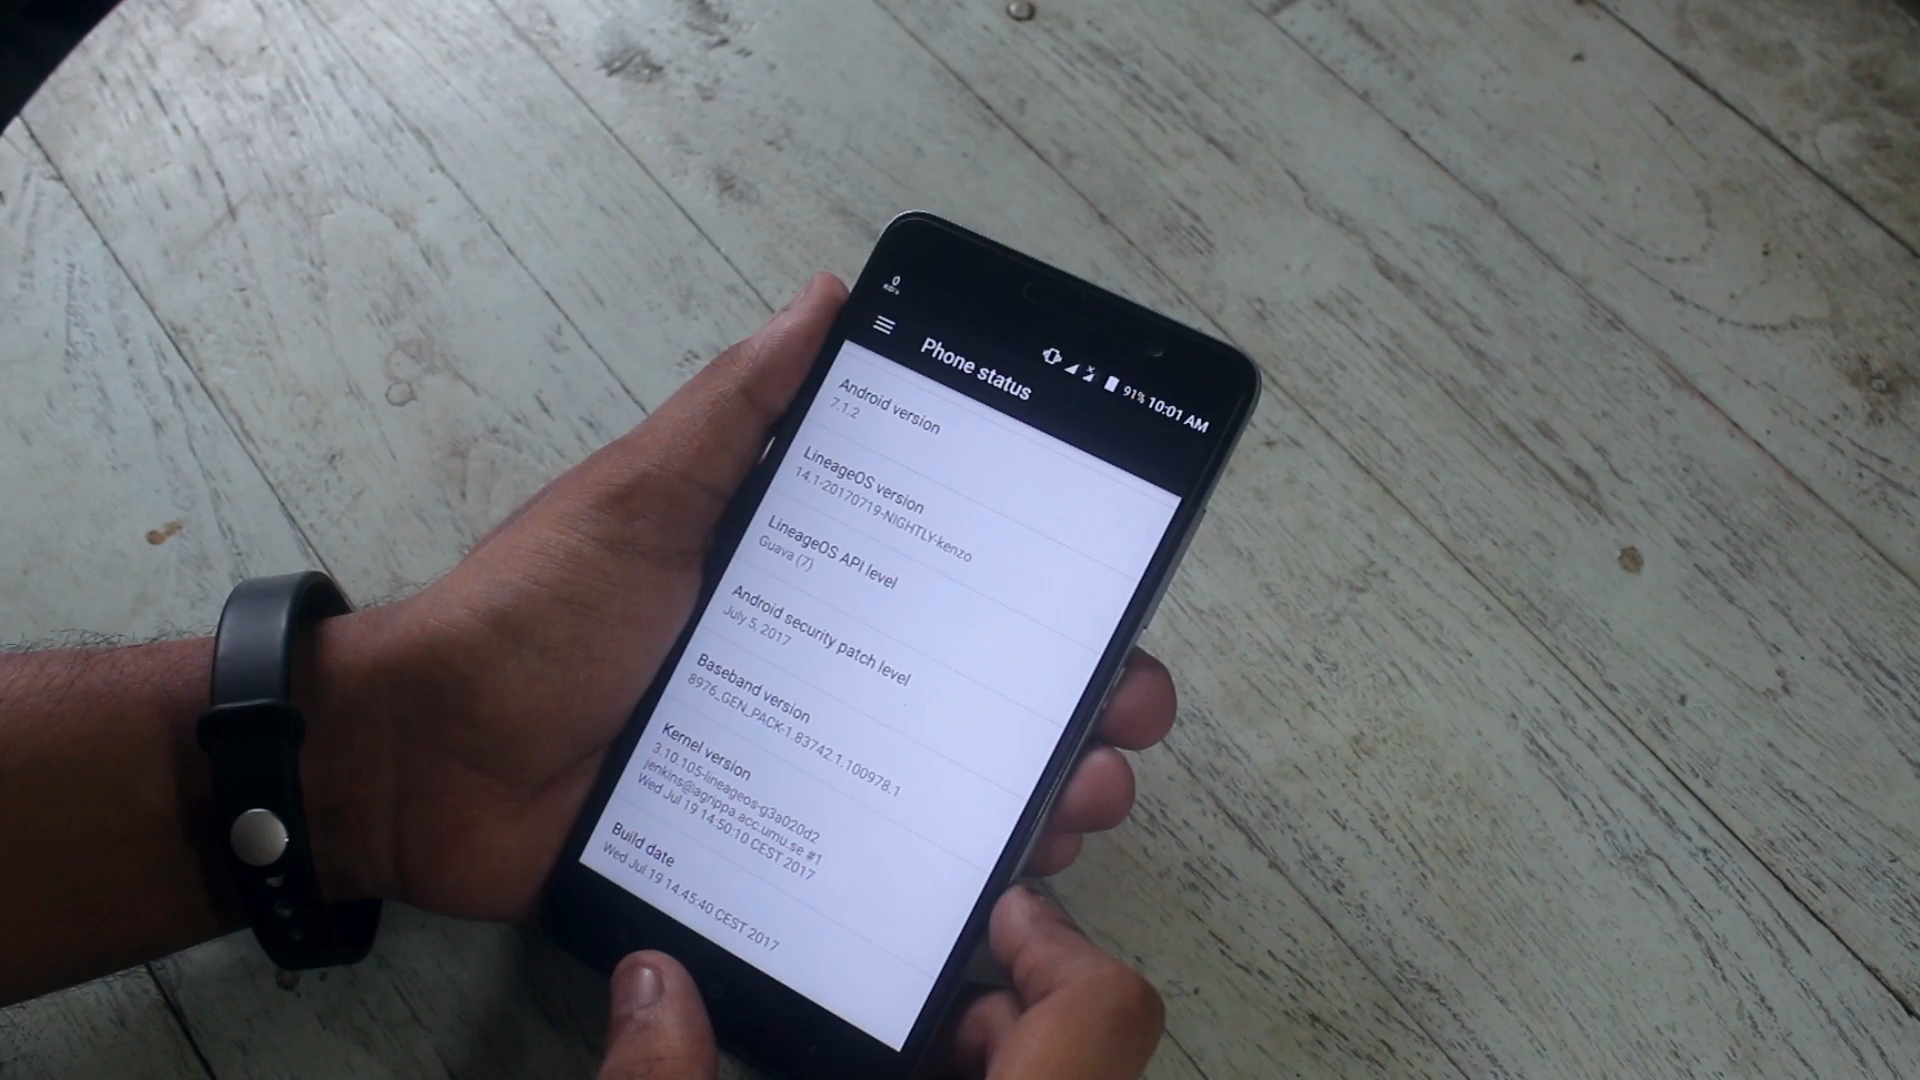 0
KB/s
91% 10:01 AM
Phone status
Android version
7.1.2
LineageOS version
14.1-20170719-NIGHTLY-kenzo
LineageOS API level
Guava (7)
Android security patch level
July 5, 2017
Baseband version
8976_GEN_PACK-1.83742.1.100978.1
Kernel version
3.10.105-lineageos-g3a020d2
jenkins@agrippa.acc.umu.se #1
Wed Jul 19 14:50:10 CEST 2017
Build date
Wed Jul 19 14:45:40 CEST 2017